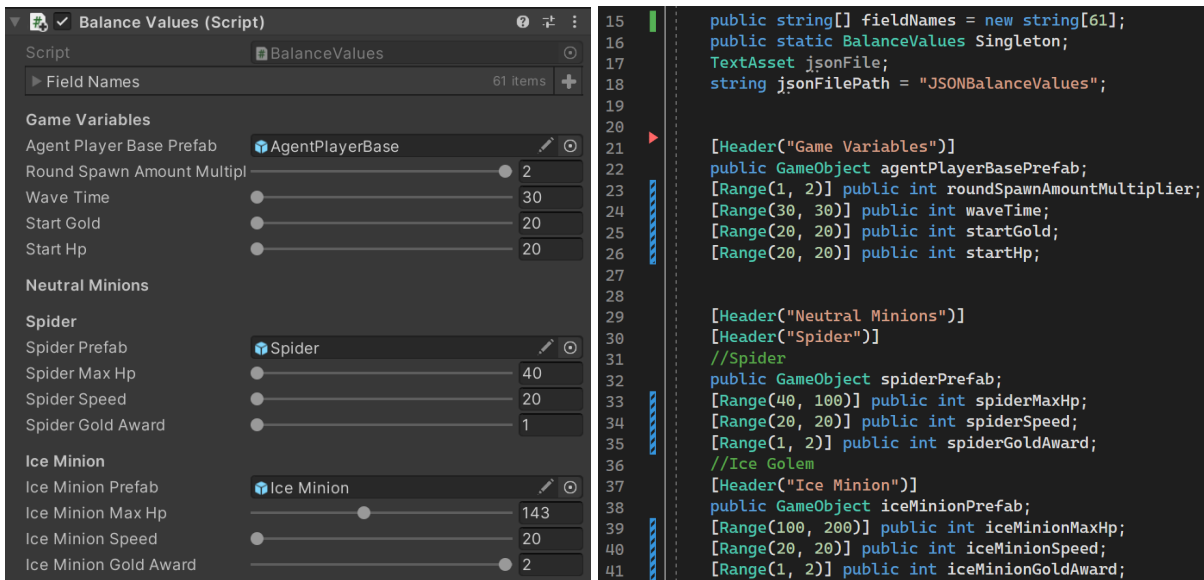 Balance Values (Script)
Script BalanceValues
Field Names 61 items
Game Variables
Agent Player Base Prefab AgentPlayerBase
Round Spawn Amount Multipl 2
Wave Time 30
Start Gold 20
Start Hp 20
Neutral Minions
Spider
Spider Prefab Spider
Spider Max Hp 40
Spider Speed 20
Spider Gold Award 1
Ice Minion
Ice Minion Prefab Ice Minion
Ice Minion Max Hp 143
Ice Minion Speed 20
Ice Minion Gold Award 2
15 public string[] fieldNames = new string[61];
16 public static BalanceValues Singleton;
17 TextAsset jsonFile;
18 string jsonFilePath = "JSONBalanceValues";
19
20
21 [Header("Game Variables")]
22 public GameObject agentPlayerBasePrefab;
23 [Range(1, 2)] public int roundSpawnAmountMultiplier;
24 [Range(30, 30)] public int waveTime;
25 [Range(20, 20)] public int startGold;
26 [Range(20, 20)] public int startHp;
27
28
29 [Header("Neutral Minions")]
30 [Header("Spider")]
31 //Spider
32 public GameObject spiderPrefab;
33 [Range(40, 100)] public int spiderMaxHp;
34 [Range(20, 20)] public int spiderSpeed;
35 [Range(1, 2)] public int spiderGoldAward;
36 //Ice Golem
37 [Header("Ice Minion")]
38 public GameObject iceMinionPrefab;
39 [Range(100, 200)] public int iceMinionMaxHp;
40 [Range(20, 20)] public int iceMinionSpeed;
41 [Range(1, 2)] public int iceMinionGoldAward;